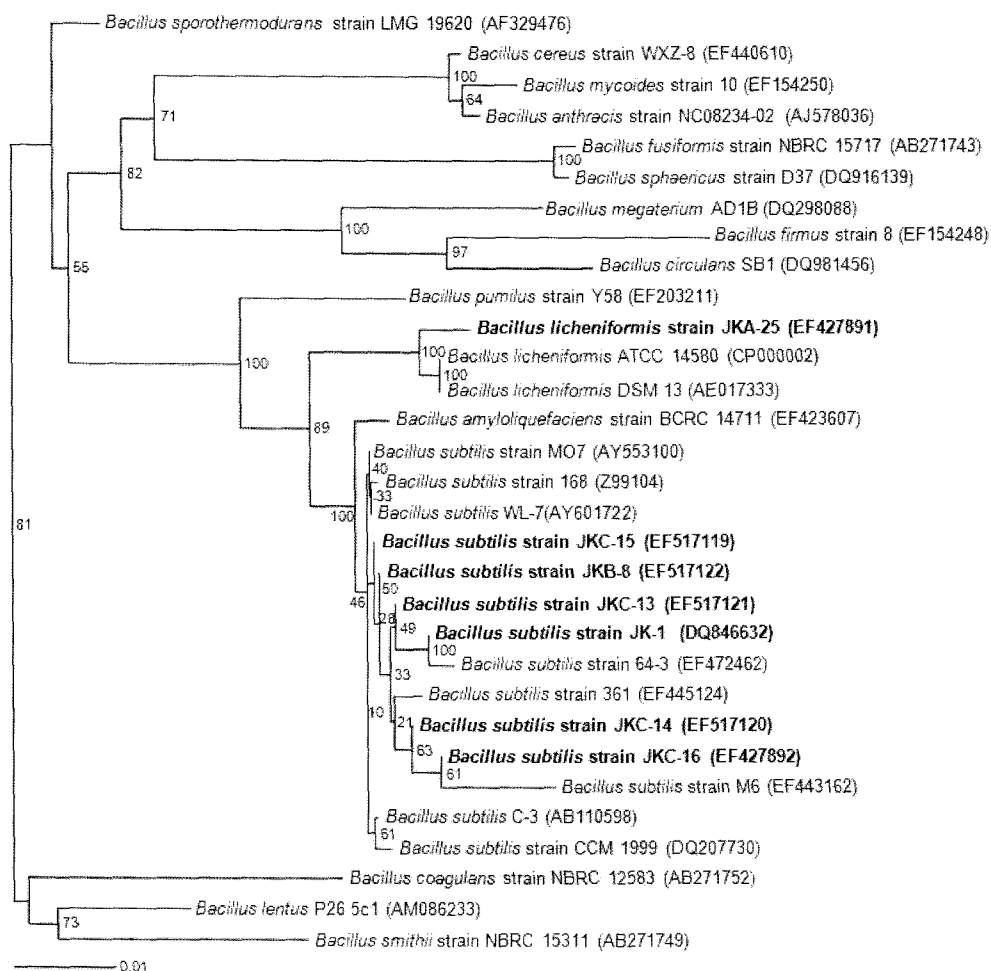 Bacillus sporothermodurans strain LMG 19620 (AF329476)
Bacillus cereus strain WXZ-8 (EF440610)
100
Bacillus mycoides strain 10 (EF154250)
64
Bacillus anthracis strain NC08234-02 (AJ578036)
71
Bacillus fusiformis strain NBRC 15717 (AB271743)
100
Bacillus sphaericus strain D37 (DQ916139)
82
Bacillus megaterium AD1B (DQ298088)
100
Bacillus firmus strain 8 (EF154248)
97
Bacillus circulans SB1 (DQ981456)
55
Bacillus pumilus strain Y58 (EF203211)
Bacillus licheniformis strain JKA-25 (EF427891)
100
Bacillus licheniformis ATCC 14580 (CP000002)
100
100
Bacillus licheniformis DSM 13 (AE017333)
Bacillus amyloliquefaciens strain BCRC 14711 (EF423607)
89
Bacillus subtilis strain MO7 (AY553100)
40
Bacillus subtilis strain 168 (Z99104)
33
Bacillus subtilis WL-7(AY601722)
100
81
Bacillus subtilis strain JKC-15 (EF517119)
Bacillus subtilis strain JKB-8 (EF517122)
50
46
Bacillus subtilis strain JKC-13 (EF517121)
28
49
Bacillus subtilis strain JK-1 (DQ846632)
100
Bacillus subtilis strain 64-3 (EF472462)
33
Bacillus subtilis strain 361 (EF445124)
10
21
Bacillus subtilis strain JKC-14 (EF517120)
63
Bacillus subtilis strain JKC-16 (EF427892)
61
Bacillus subtilis strain M6 (EF443162)
Bacillus subtilis C-3 (AB110598)
61
Bacillus subtilis strain CCM 1999 (DQ207730)
Bacillus coagulans strain NBRC 12583 (AB271752)
Bacillus lentus P26 5c1 (AM086233)
73
Bacillus smithii strain NBRC 15311 (AB271749)
0.01